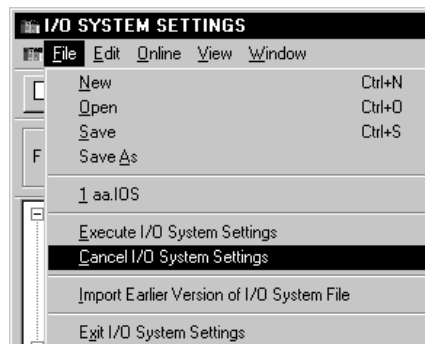 I/O SYSTEM SETTINGS
File Edit Online View Window
New Ctrl+N
Open Ctrl+O
Save Ctrl+S
Save As
F
1 aa.IOS
Execute I/O System Settings
Cancel I/O System Settings
Import Earlier Version of I/O System File
Exit I/O System Settings